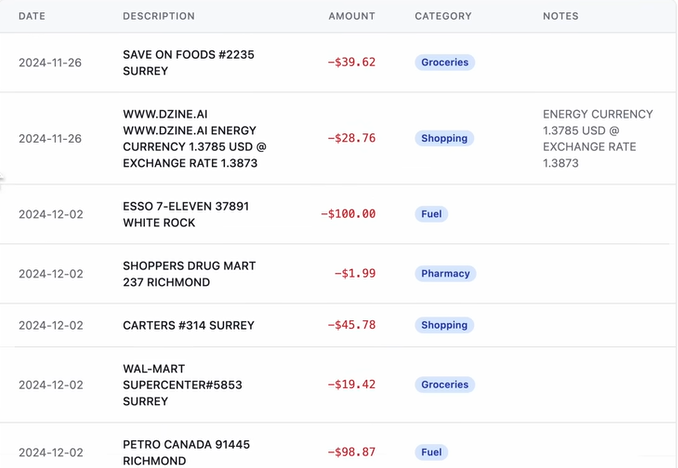 DATE DESCRIPTION AMOUNT CATEGORY NOTES
2024-11-26 SAVE ON FOODS #2235 -$39.62 Groceries
SURREY
WWW.DZINE.AI ENERGY CURRENCY
2024-11-26 WWW.DZINE.AI ENERGY -$28.76 Shopping 1.3785 USD @
CURRENCY 1.3785 USD @ EXCHANGE RATE
EXCHANGE RATE 1.3873 1.3873
2024-12-02 ESSO 7-ELEVEN 37891 -$100.00 Fuel
WHITE ROCK
2024-12-02 SHOPPERS DRUG MART -$1.99 Pharmacy
237 RICHMOND
2024-12-02 CARTERS #314 SURREY -$45.78 Shopping
WAL-MART
2024-12-02 SUPERCENTER#5853 -$19.42 Groceries
SURREY
2024-12-02 PETRO CANADA 91445 -$98.87 Fuel
RICHMOND